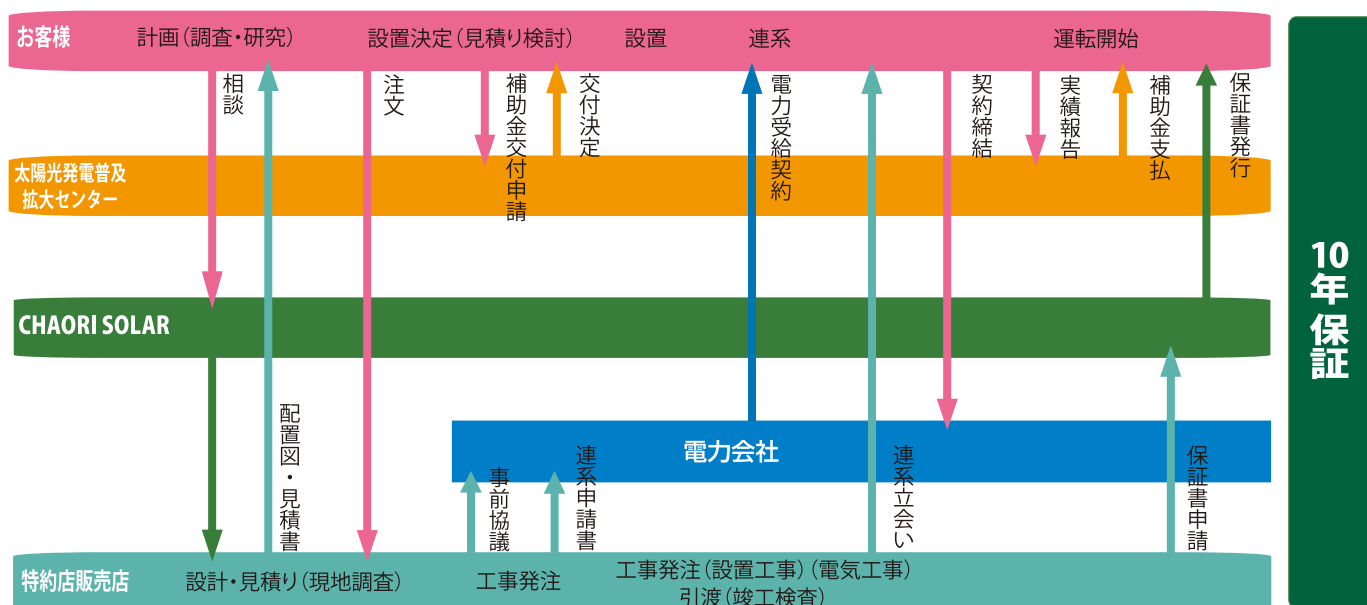 お客様
計画(調査・研究)
設置決定(見積り検討)
設置
連系
運転開始
相談
注文
補助金交付申請
交付決定
電力受給契約
契約締結
実績報告
補助金支払
保証書発行
太陽光発電普及
拡大センター
CHAORI SOLAR
10年保証
電力会社
配置図・見積書
事前協議
連系申請書
連系立会い
保証書申請
特約店販売店
設計・見積り(現地調査)
工事発注
工事発注(設置工事)(電気工事)
引渡(竣工検査)